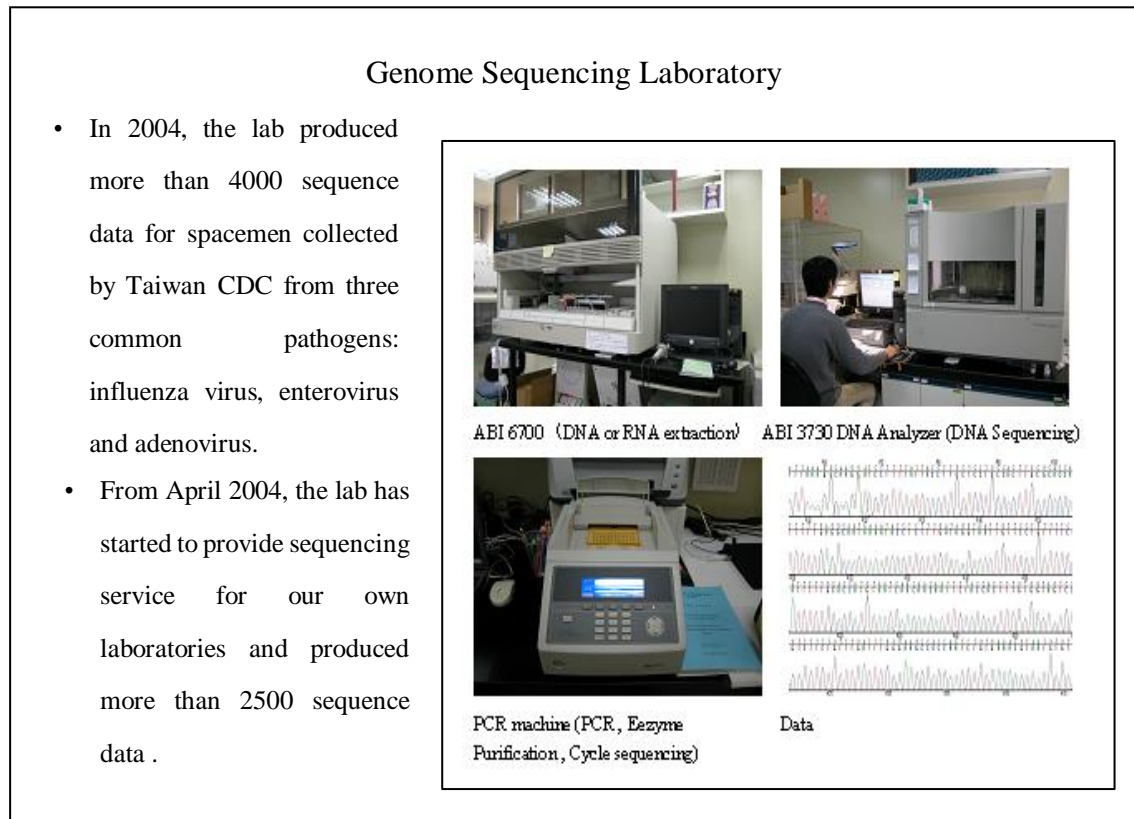 Genome Sequencing Laboratory
• In 2004, the lab produced
more than 4000 sequence
data for spacemen collected
by Taiwan CDC from three
common pathogens:
influenza virus, enterovirus
and adenovirus.
• From April 2004, the lab has
started to provide sequencing
service for our own
laboratories and produced
more than 2500 sequence
data .
ABI 6700 (DNA or RNA extraction)
ABI 3730 DNA Analyzer (DNA Sequencing)
PCR machine (PCR , Eezyme
Purification , Cycle sequencing)
Data